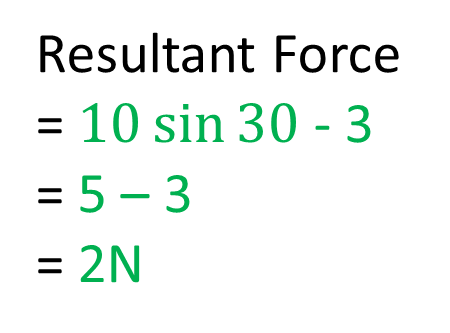 Resultant Force
= 10 sin 30 - 3
= 5 – 3
= 2N